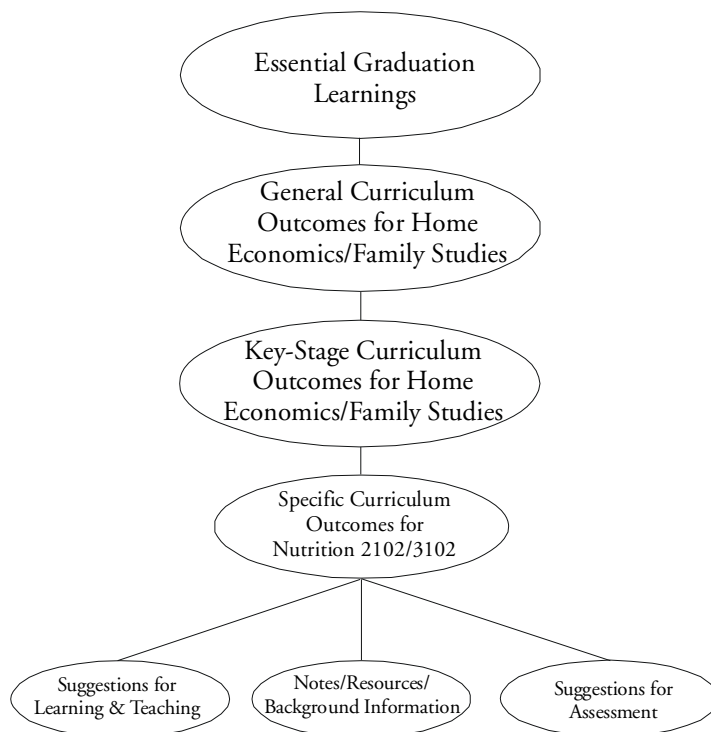 Essential Graduation
Learnings
General Curriculum
Outcomes for Home
Economics/Family Studies
Key-Stage Curriculum
Outcomes for Home
Economics/Family Studies
Specific Curriculum
Outcomes for
Nutrition 2102/3102
Suggestions for
Learning & Teaching
Notes/Resources/
Background Information
Suggestions for
Assessment